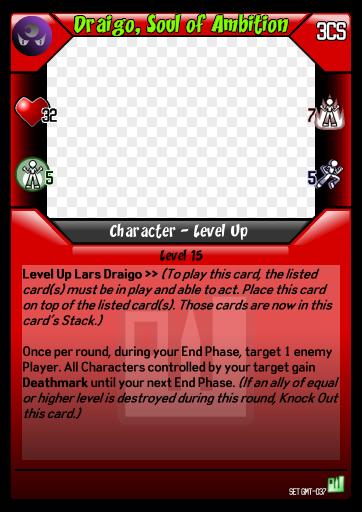 Draigo, Soul of Ambition
3CS
32
7
5
5
Character - Level Up
Level 15
Level Up Lars Draigo >> (To play this card, the listed
card(s) must be in play and able to act. Place this card
on top of the listed card(s). Those cards are now in this
card's Stack.)
Once per round, during your End Phase, target 1 enemy
Player. All Characters controlled by your target gain
Deathmark until your next End Phase. (If an ally of equal
or higher level is destroyed during this round, Knock Out
this card.)
SET GMT-037